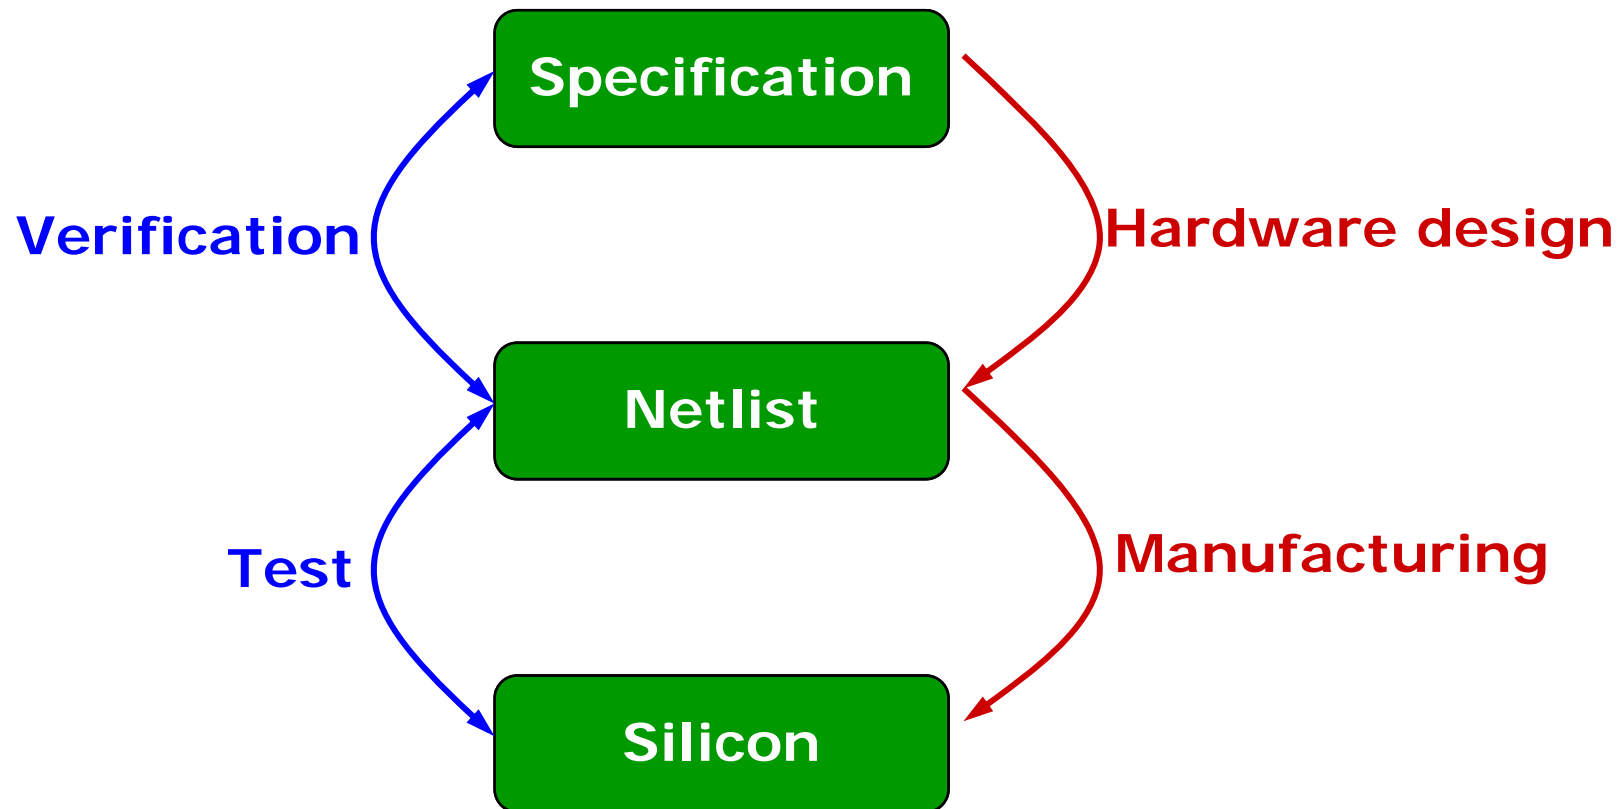 Specification
Verification
Hardware design
Netlist
Test
Manufacturing
Silicon